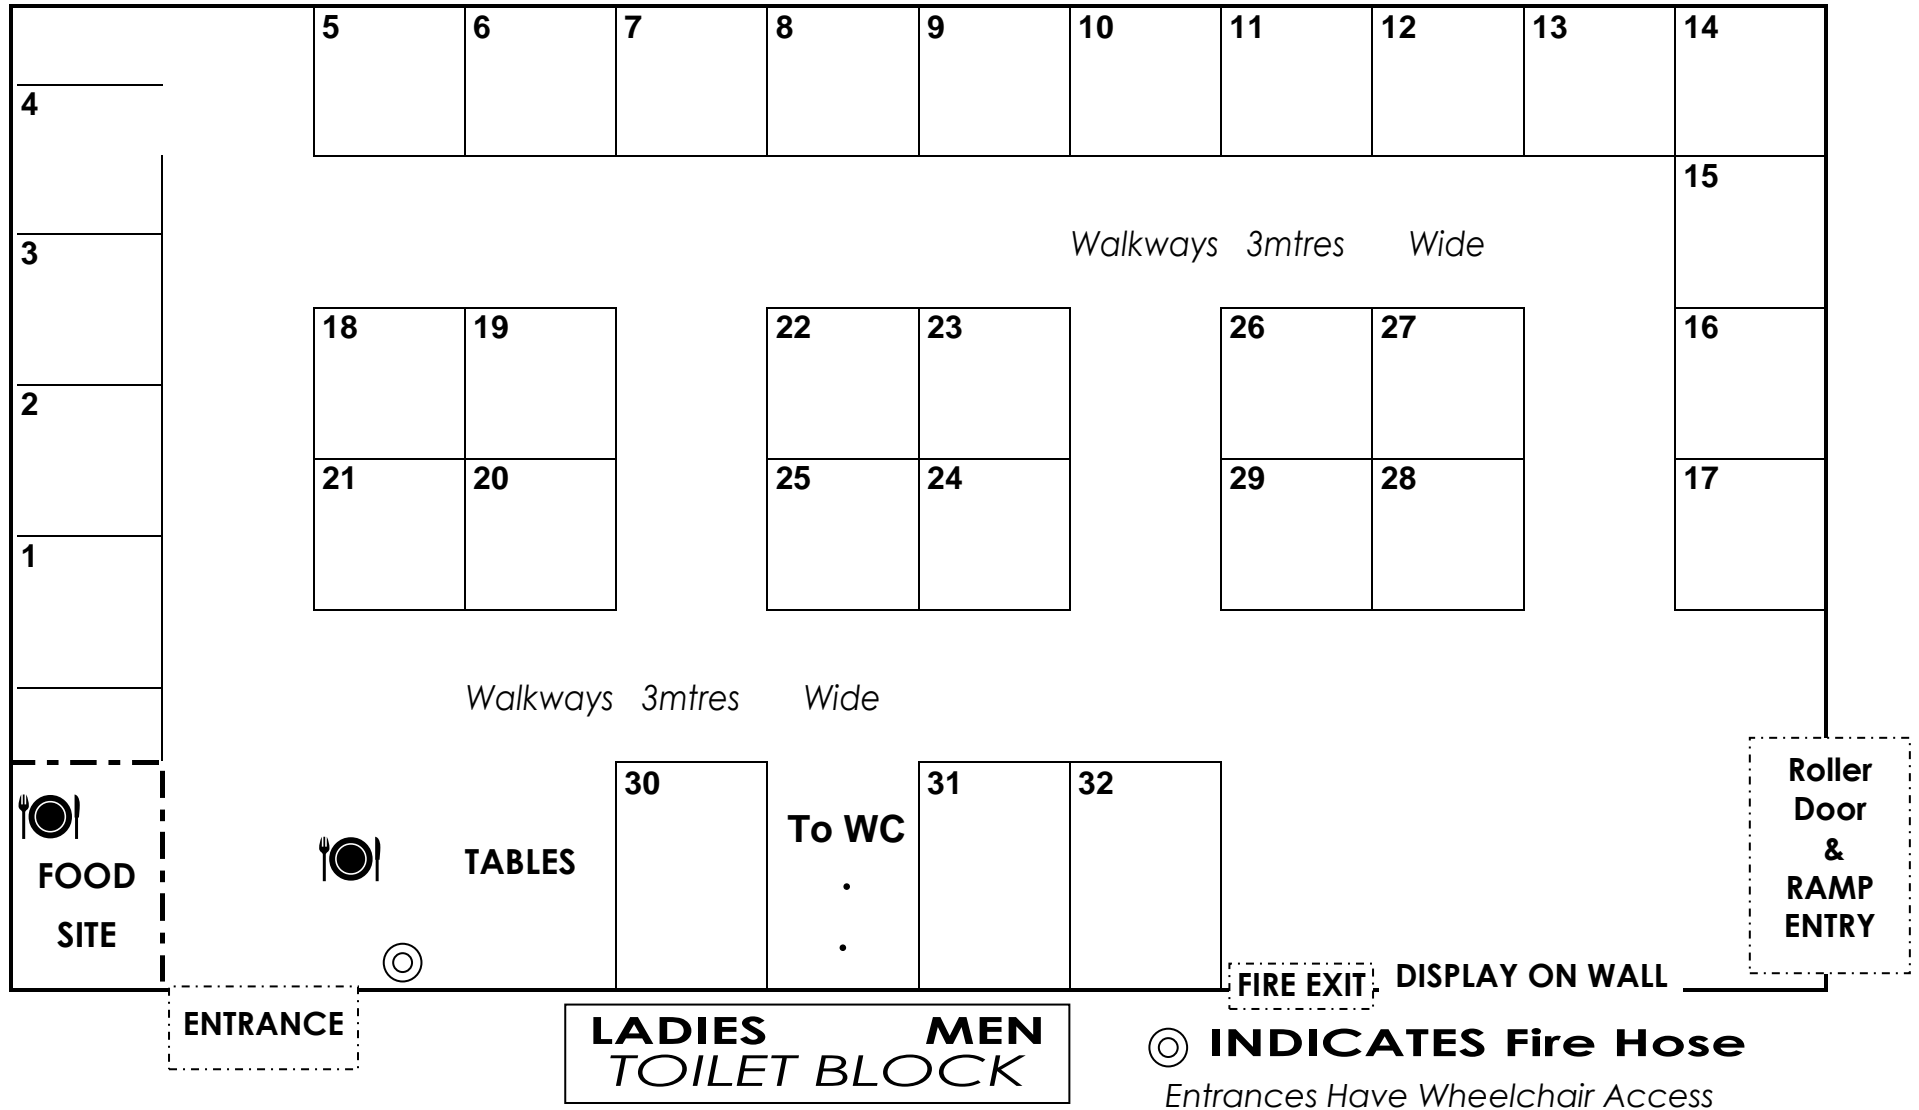 5 6 7 8 9 10 11 12 13 14
4
15
Walkways 3mtres Wide
3
18 19 22 23 26 27 16
2
21 20 25 24 29 28 17
1
Walkways 3mtres Wide
30 31 32
To WC
.
.
TABLES
FOOD
SITE
Roller
Door
&
RAMP
ENTRY
FIRE EXIT
DISPLAY ON WALL
ENTRANCE
LADIES MEN
TOILET BLOCK
INDICATES Fire Hose
Entrances Have Wheelchair Access